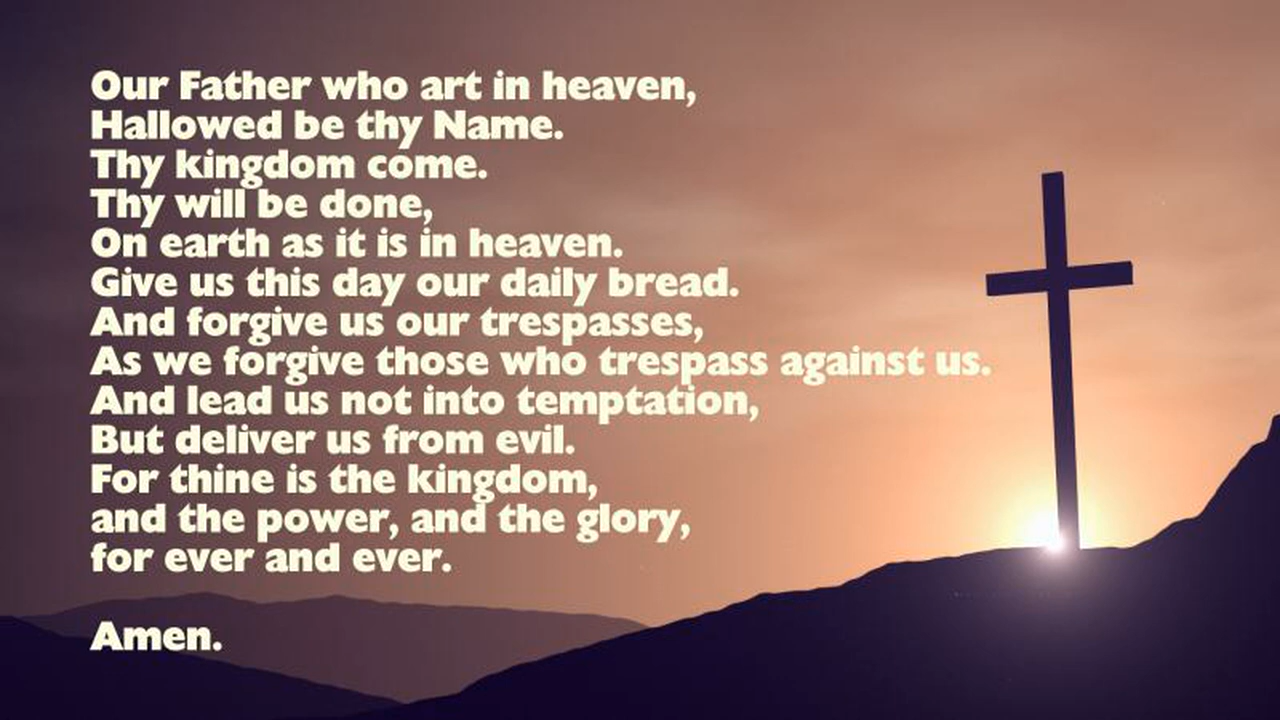 Our Father who art in heaven,
Hallowed be thy Name.
Thy kingdom come.
Thy will be done,
On earth as it is in heaven.
Give us this day our daily bread.
And forgive us our trespasses,
As we forgive those who trespass against us.
And lead us not into temptation,
But deliver us from evil.
For thine is the kingdom,
and the power, and the glory,
for ever and ever.
Amen.